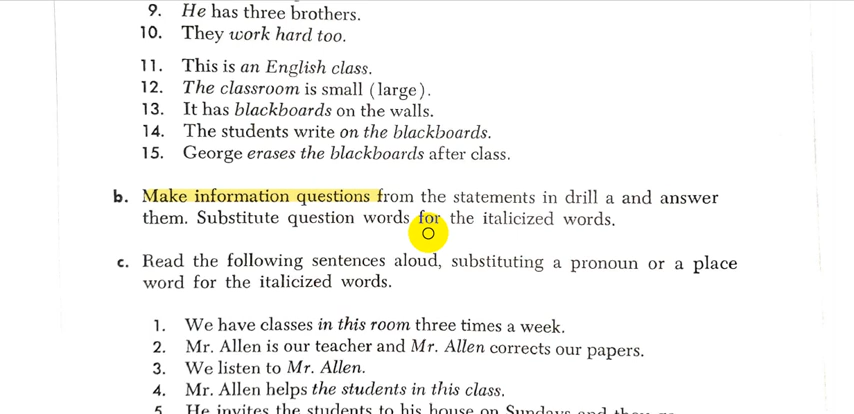 9. He has three brothers.
10. They work hard too.
11. This is an English class.
12. The classroom is small (large).
13. It has blackboards on the walls.
14. The students write on the blackboards.
15. George erases the blackboards after class.
b. Make information questions from the statements in drill a and answer
them. Substitute question words for the italicized words.
c. Read the following sentences aloud, substituting a pronoun or a place
word for the italicized words.
1. We have classes in this room three times a week.
2. Mr. Allen is our teacher and Mr. Allen corrects our papers.
3. We listen to Mr. Allen.
4. Mr. Allen helps the students in this class.
5. He invites the students to his house on Sundays and